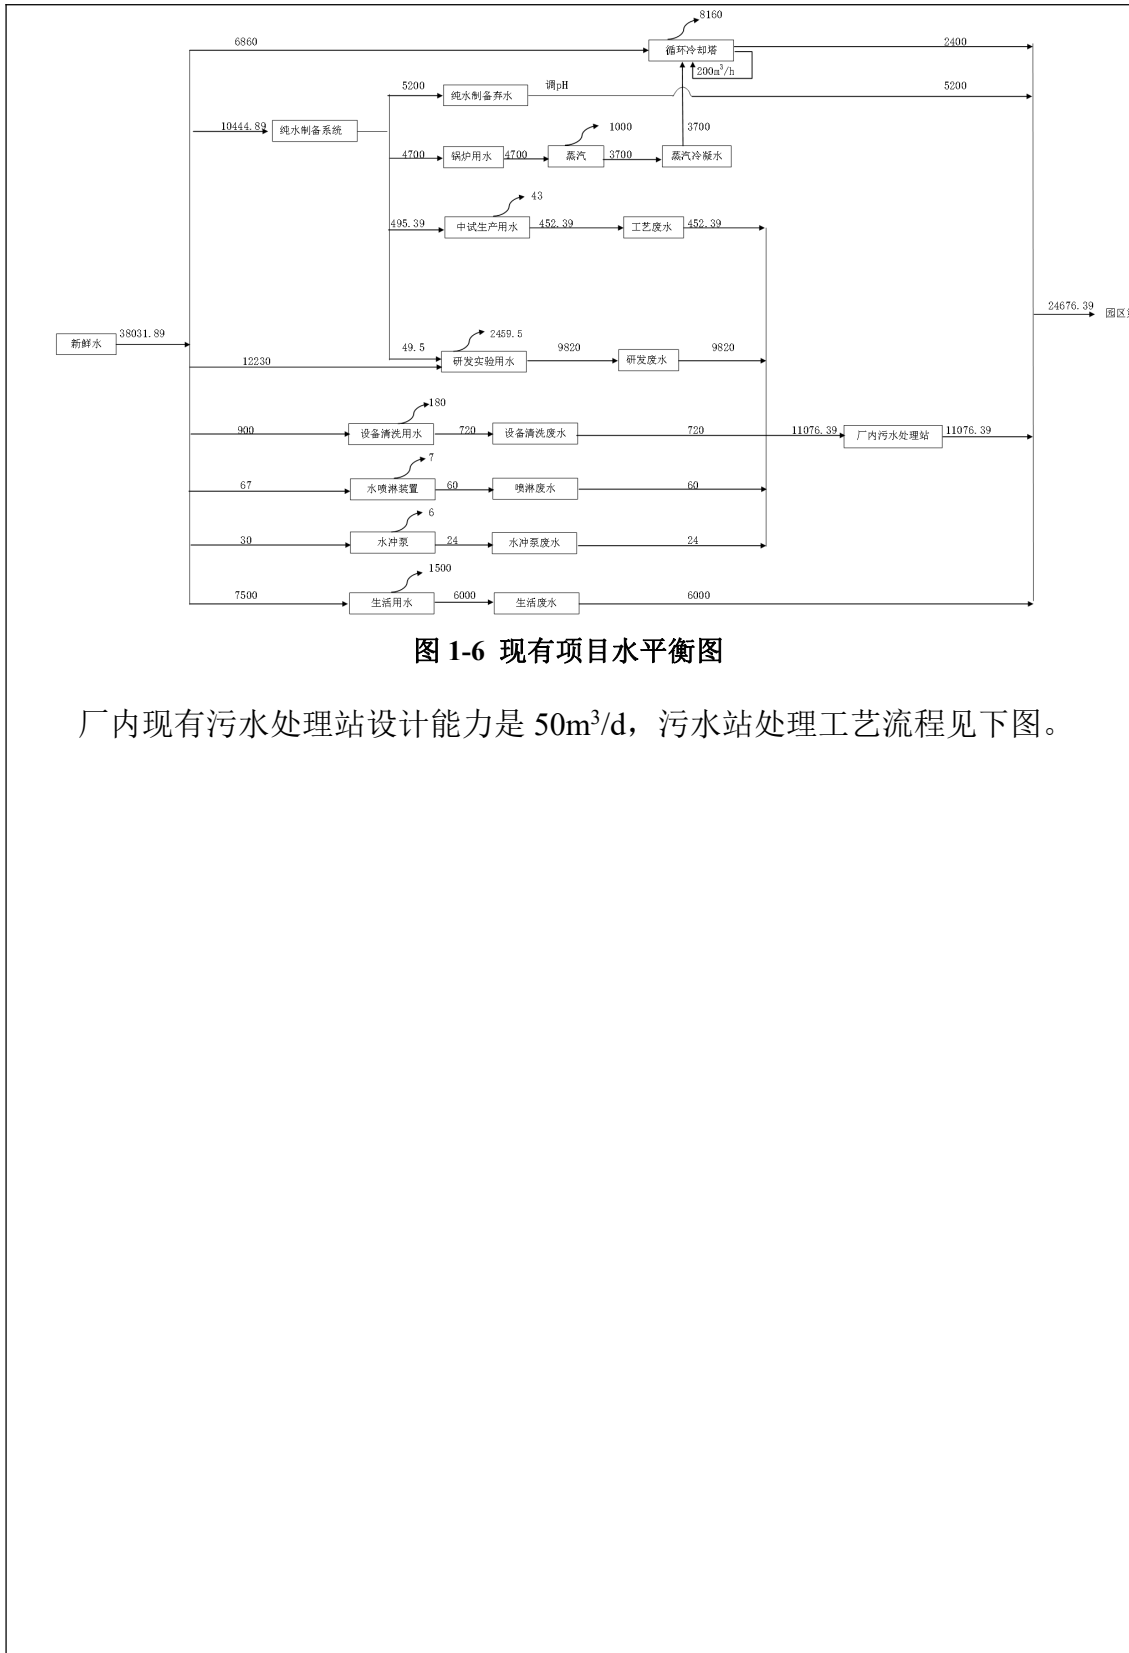 8160
6860
循环冷却塔
2400
200m³/h
5200
纯水制备弃水
调pH
5200
10444.89
纯水制备系统
1000
3700
4700
锅炉用水
4700
蒸汽
3700
蒸汽冷凝水
43
495.39
中试生产用水
452.39
工艺废水
452.39
24676.39
园区
新鲜水
38031.89
2459.5
49.5
研发实验用水
9820
研发废水
9820
12230
180
900
设备清洗用水
720
设备清洗废水
720
11076.39
厂内污水处理站
11076.39
7
67
水喷淋装置
60
喷淋废水
60
6
30
水冲泵
24
水冲泵废水
24
1500
7500
生活用水
6000
生活废水
6000
图 1-6 现有项目水平衡图
厂内现有污水处理站设计能力是 50m³/d，污水站处理工艺流程见下图。